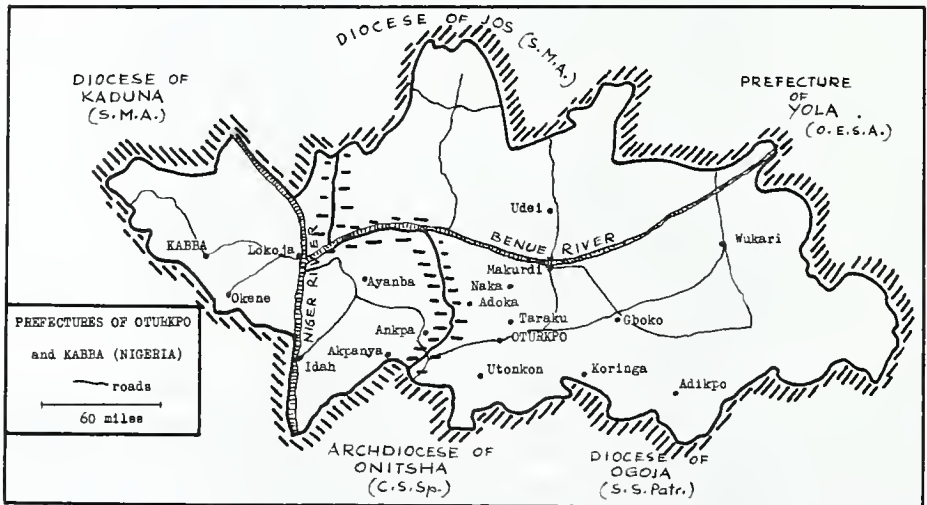 DIOCESE OF JOS (S.M.A.)
DIOCESE OF
KADUNA
(S.M.A.)
PREFECTURE
OF
YOLA
(O.E.S.A.)
Udei
BENUE RIVER
Wukari
KABBA
Lokoja
NIGER RIVER
Makurdi
Naka
Ayanba
Adoka
Okene
Taraku
Gboko
Ankpa
OTURKPO
Akpanya
Idah
Utonkon
Koringa
Adikpo
PREFECTURES OF OTURKPO
and KABBA (NIGERIA)
roads
60 miles
ARCHDIOCESE OF
ONITSHA
(C.S.Sp.)
DIOCESE OF
OGOJA
(S.S.Patr.)